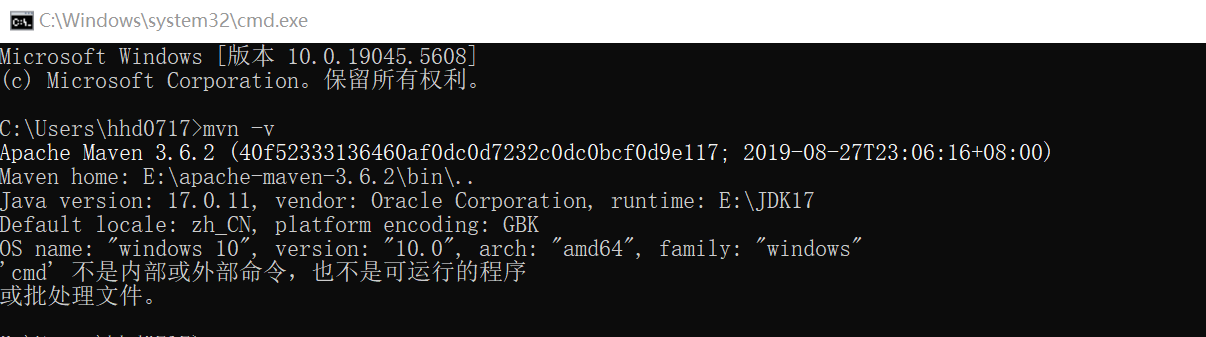 C:\Windows\system32\cmd.exe
Microsoft Windows [版本 10.0.19045.5608]
(c) Microsoft Corporation。保留所有权利。
C:\Users\hhd0717>mvn -v
Apache Maven 3.6.2 (40f52333136460af0dc0d7232c0dc0bcf0d9e117; 2019-08-27T23:06:16+08:00)
Maven home: E:\apache-maven-3.6.2\bin\..
Java version: 17.0.11, vendor: Oracle Corporation, runtime: E:\JDK17
Default locale: zh_CN, platform encoding: GBK
OS name: "windows 10", version: "10.0", arch: "amd64", family: "windows"
'cmd' 不是内部或外部命令，也不是可运行的程序
或批处理文件。